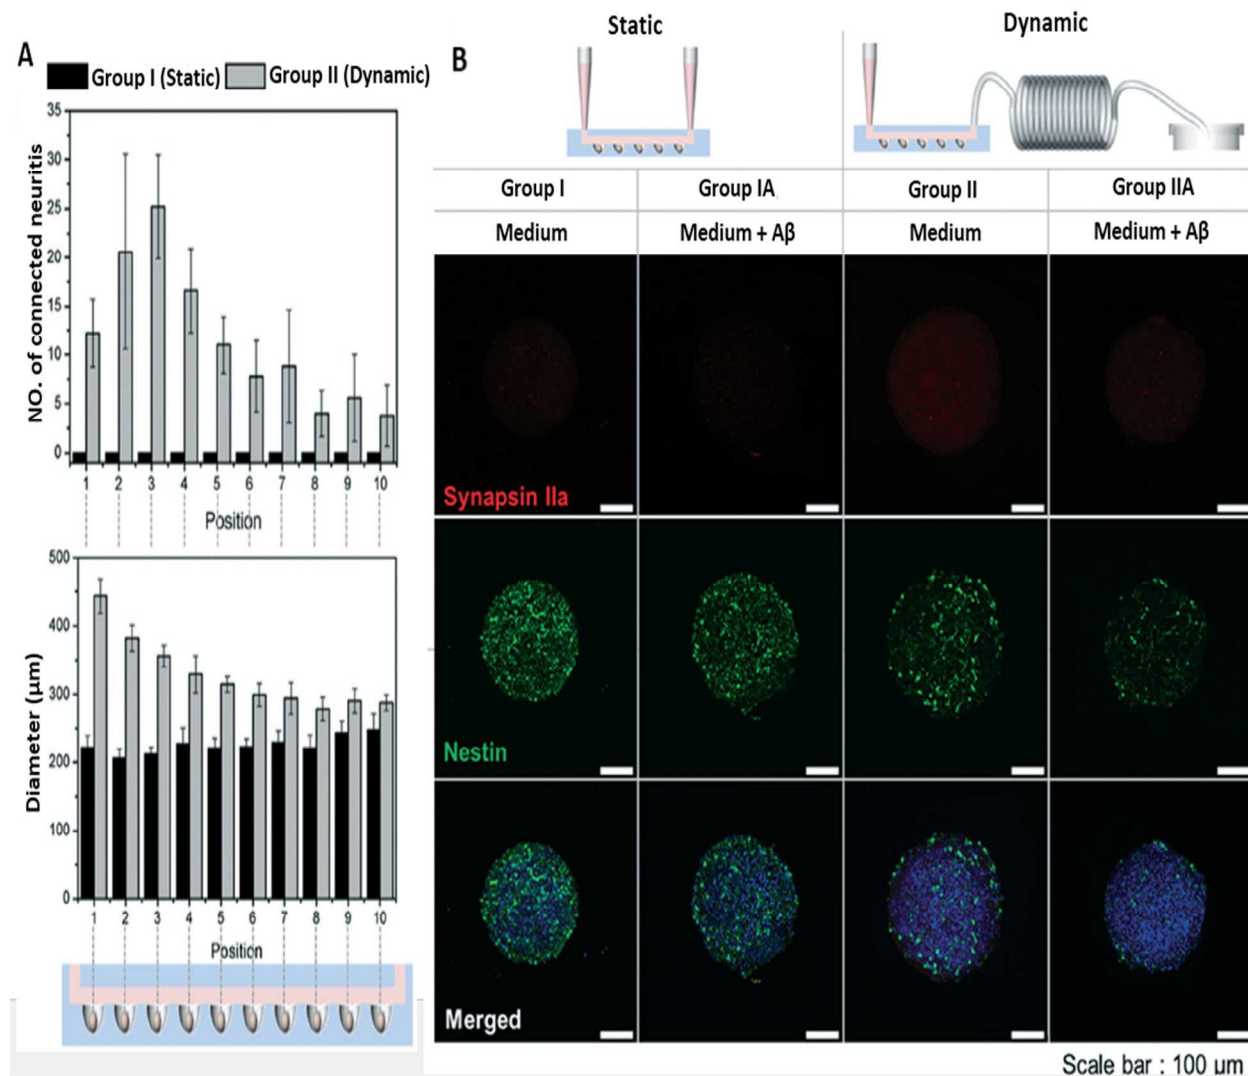 A
Group I (Static) Group II (Dynamic)
NO. of connected neuritis
35
30
25
20
15
10
5
0
1 2 3 4 5 6 7 8 9 10
Position
Diameter (µm)
500
400
300
200
100
0
1 2 3 4 5 6 7 8 9 10
Position
B
Static Dynamic
Group I Group IA Group II Group IIA
Medium Medium + Aβ Medium Medium + Aβ
Synapsin IIa
Nestin
Merged
Scale bar : 100 µm